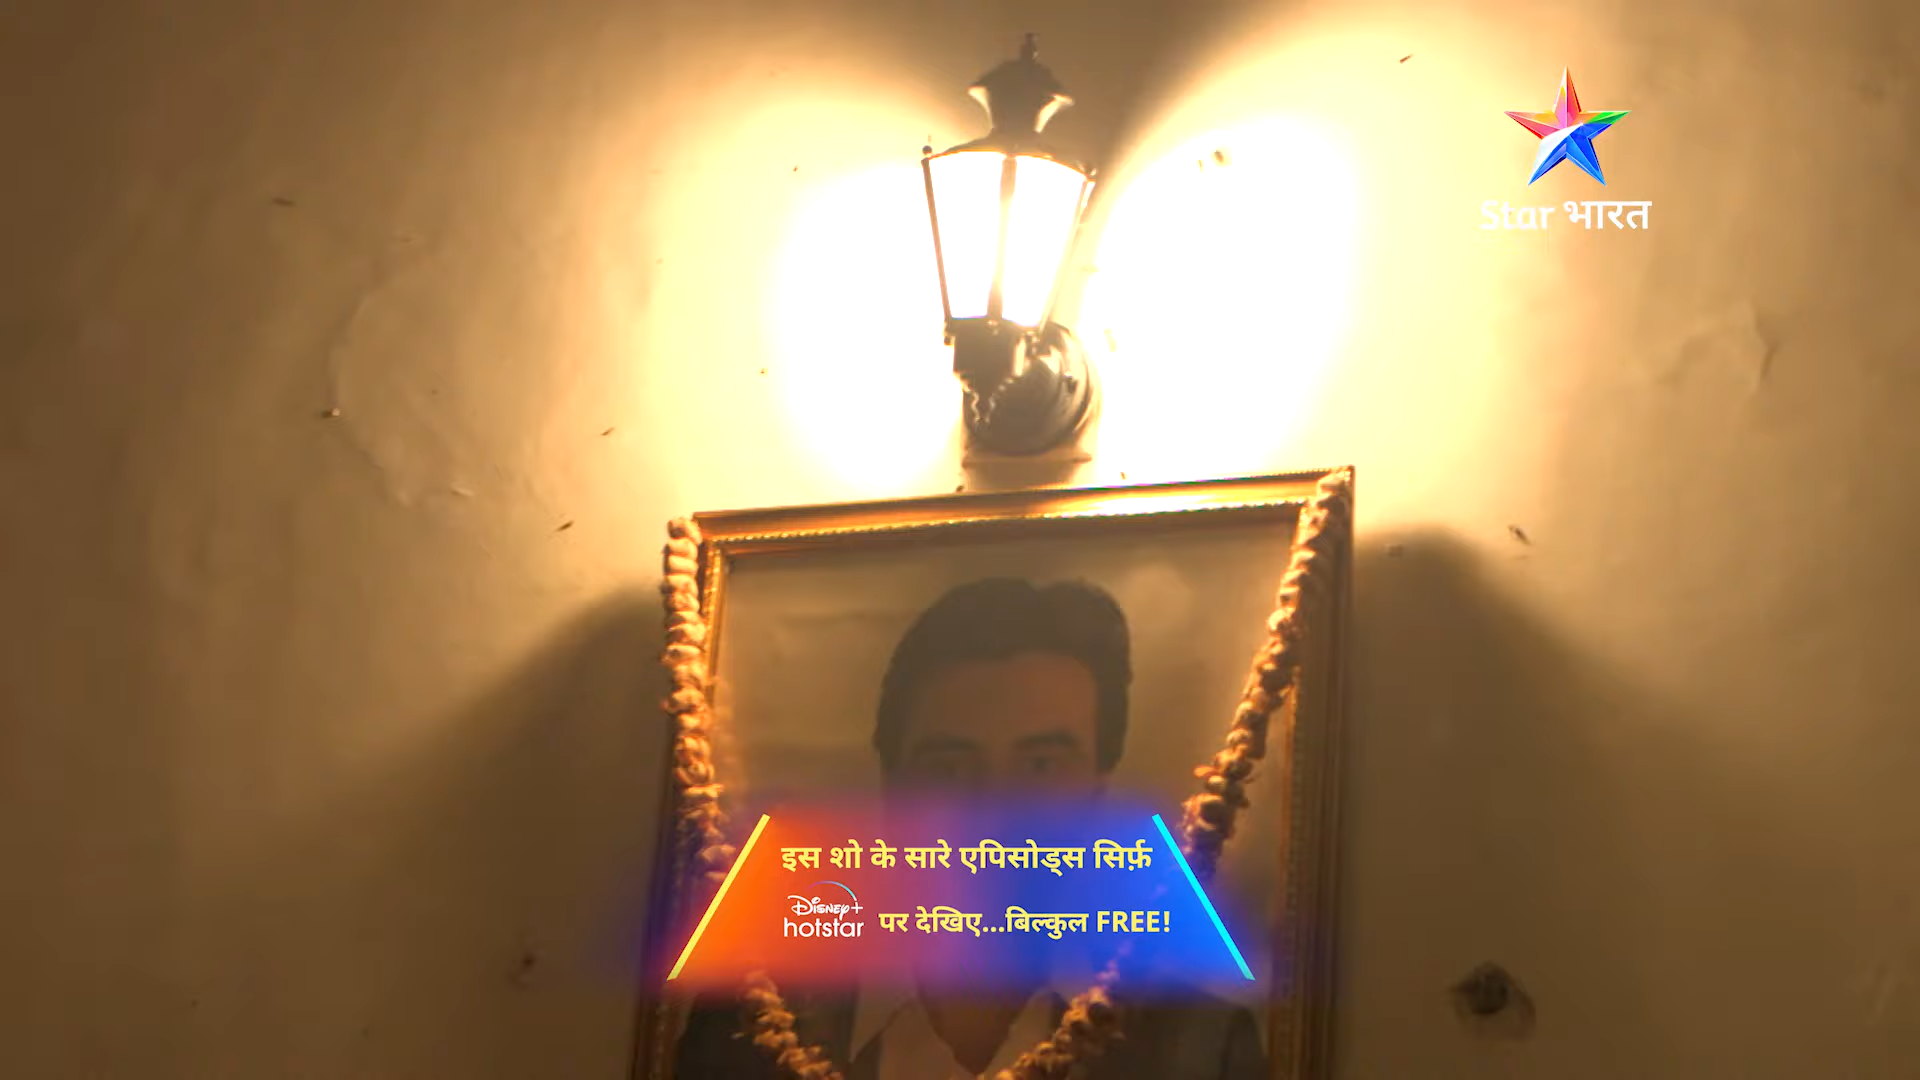 Star भारत
इस शो के सारे एपिसोड्स सिर्फ़
Disney+ hotstar पर देखिए...बिल्कुल FREE!